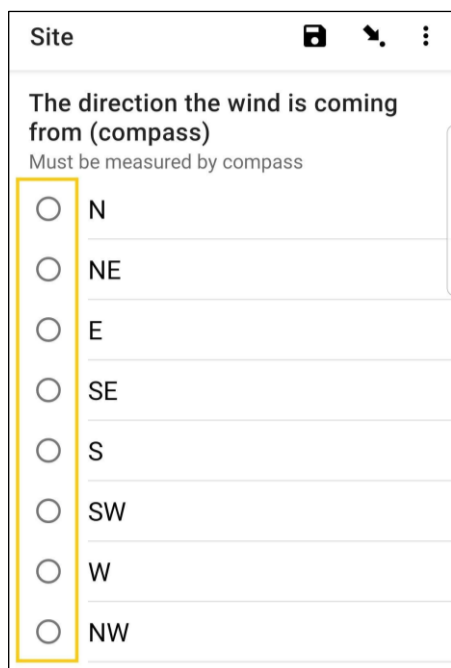 Site
The direction the wind is coming
from (compass)
Must be measured by compass
N
NE
E
SE
S
SW
W
NW